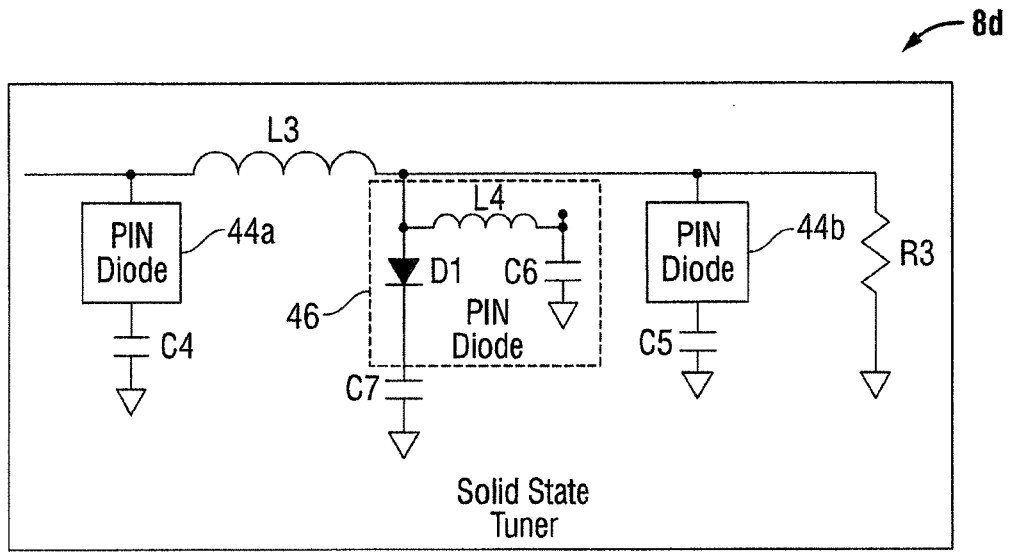 8d
L3
L4
PIN
Diode
44a
D1
C6
PIN
Diode
44b
R3
46
PIN
Diode
C4
C7
C5
Solid State
Tuner